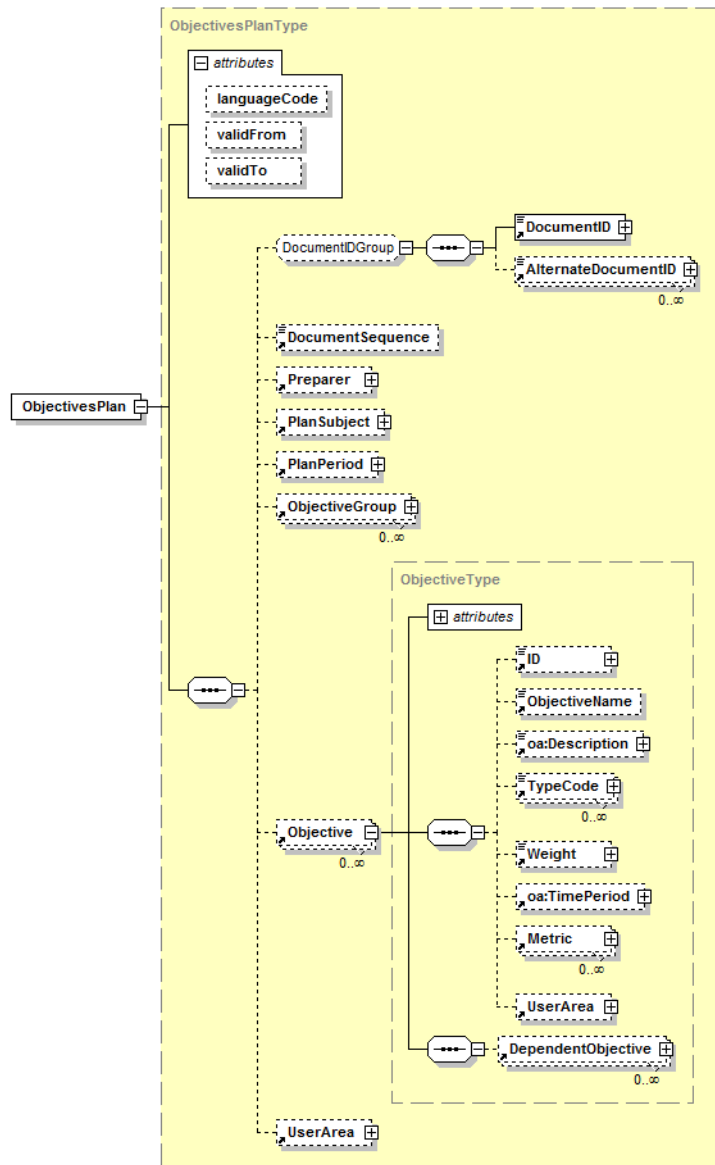 ObjectivesPlanType
attributes
languageCode
validFrom
validTo
DocumentIDGroup
DocumentID
AlternateDocumentID
0..∞
DocumentSequence
Preparer
ObjectivesPlan
PlanSubject
PlanPeriod
ObjectiveGroup
0..∞
ObjectiveType
attributes
ID
ObjectiveName
oa:Description
TypeCode
0..∞
Objective
0..∞
Weight
oa:TimePeriod
Metric
0..∞
UserArea
DependentObjective
0..∞
UserArea